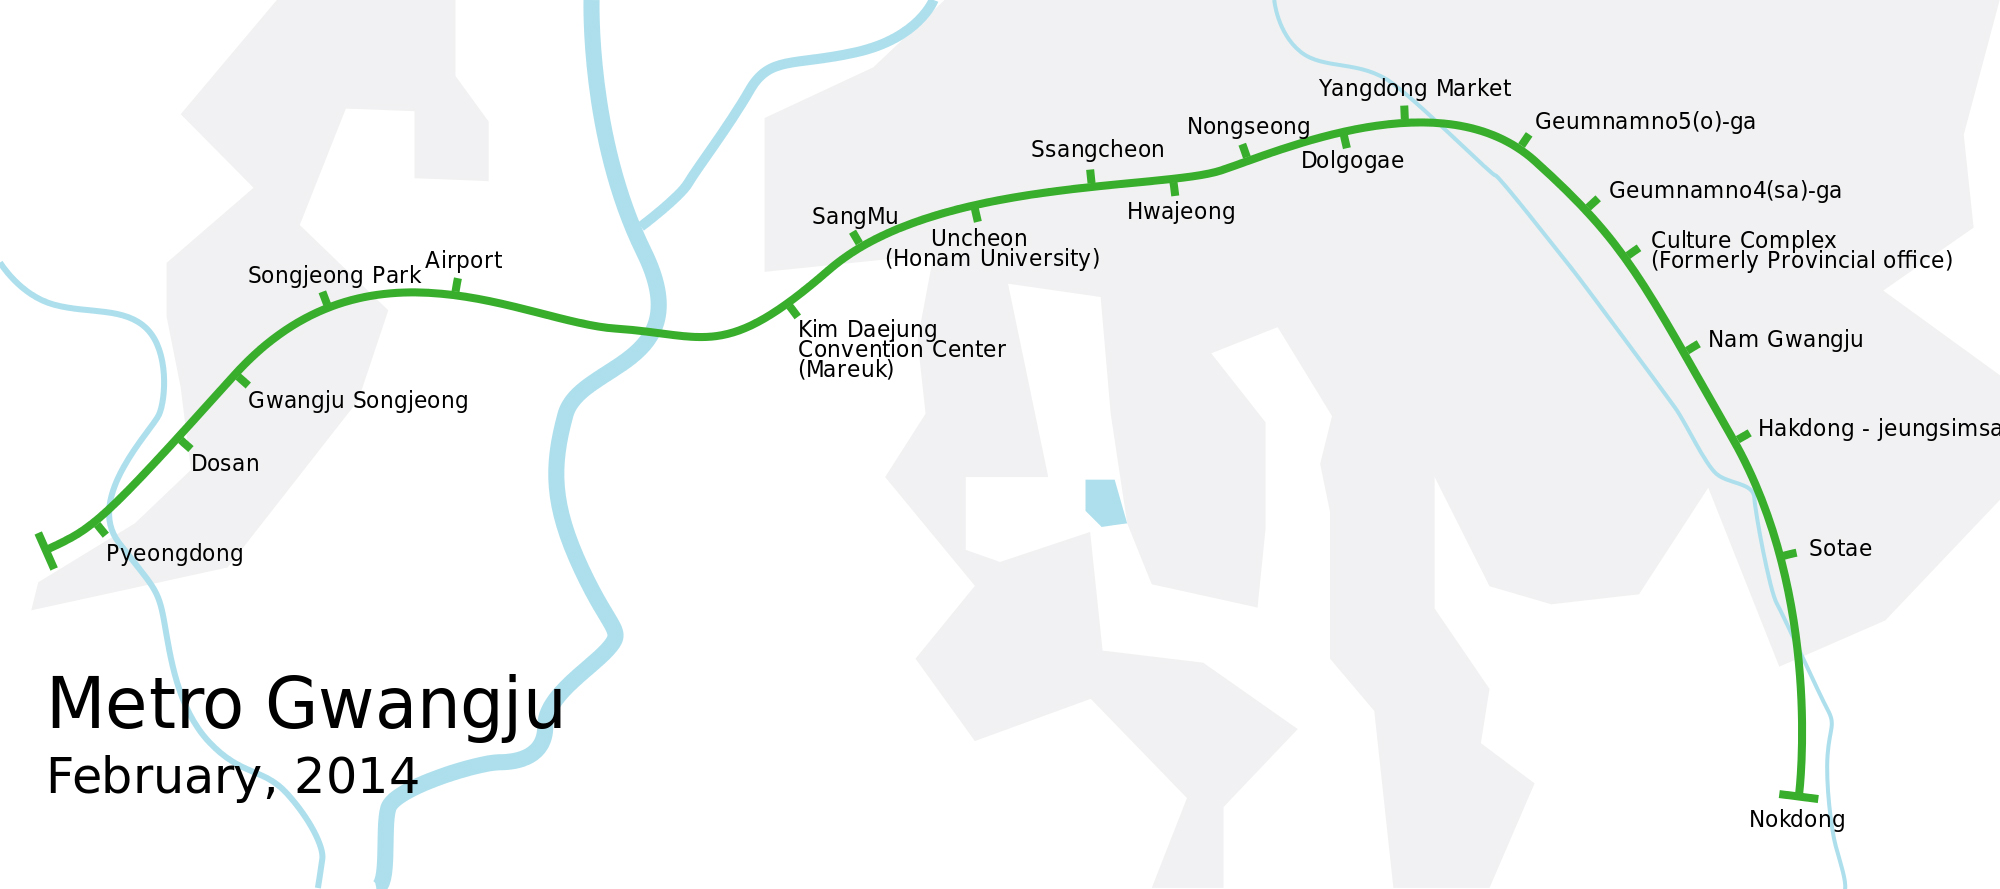 Yangdong Market
Geumnamno5(o)-ga
Nongseong
Ssangcheon
Dolgogae
Geumnamno4(sa)-ga
Hwajeong
SangMu
Uncheon
(Honam University)
Culture Complex
(Formerly Provincial office)
Airport
Songjeong Park
Kim Daejung
Convention Center
(Mareuk)
Nam Gwangju
Gwangju Songjeong
Hakdong - jeungsimsa
Dosan
Pyeongdong
Sotae
Metro Gwangju
February, 2014
Nokdong